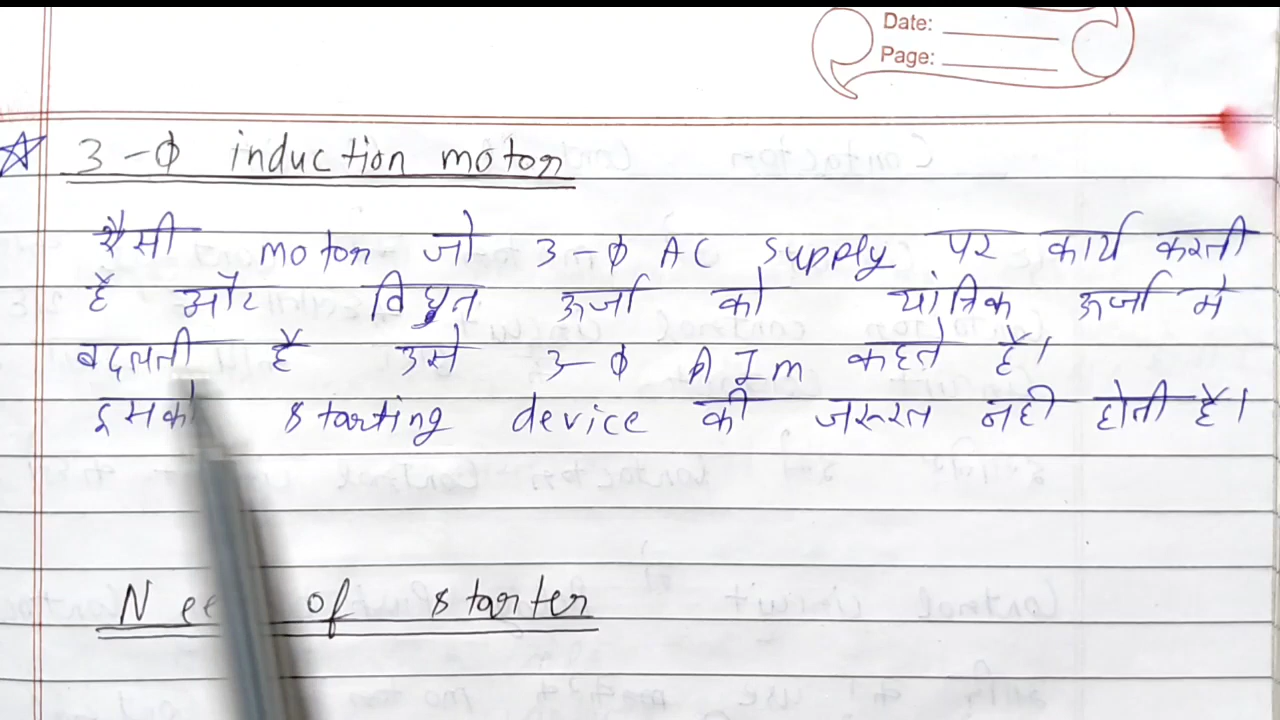 Date:
Page:
3-Φ induction motor
ऐसी motor जो 3-Φ AC supply पर कार्य करती
है और विधुत ऊर्जा को यांत्रिक ऊर्जा मे
बदलती है उसे 3-Φ A I m कहते है।
इसको starting device की जरूरत नही होती है।
of starter